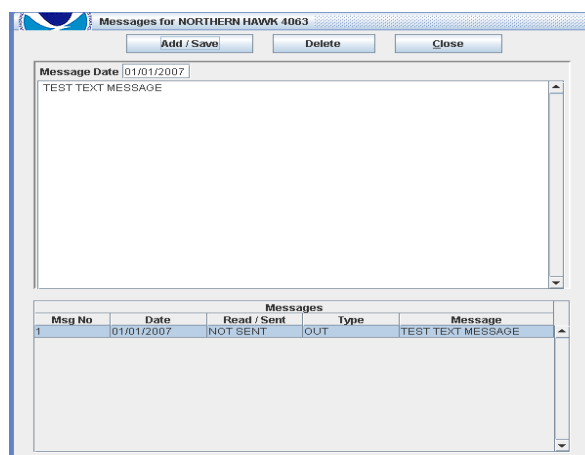 Messages for NORTHERN HAWK 4063
Add / Save Delete Close
Message Date 01/01/2007
TEST TEXT MESSAGE
Messages
Msg No Date Read / Sent Type Message
1 01/01/2007 NOT SENT OUT TEST TEXT MESSAGE